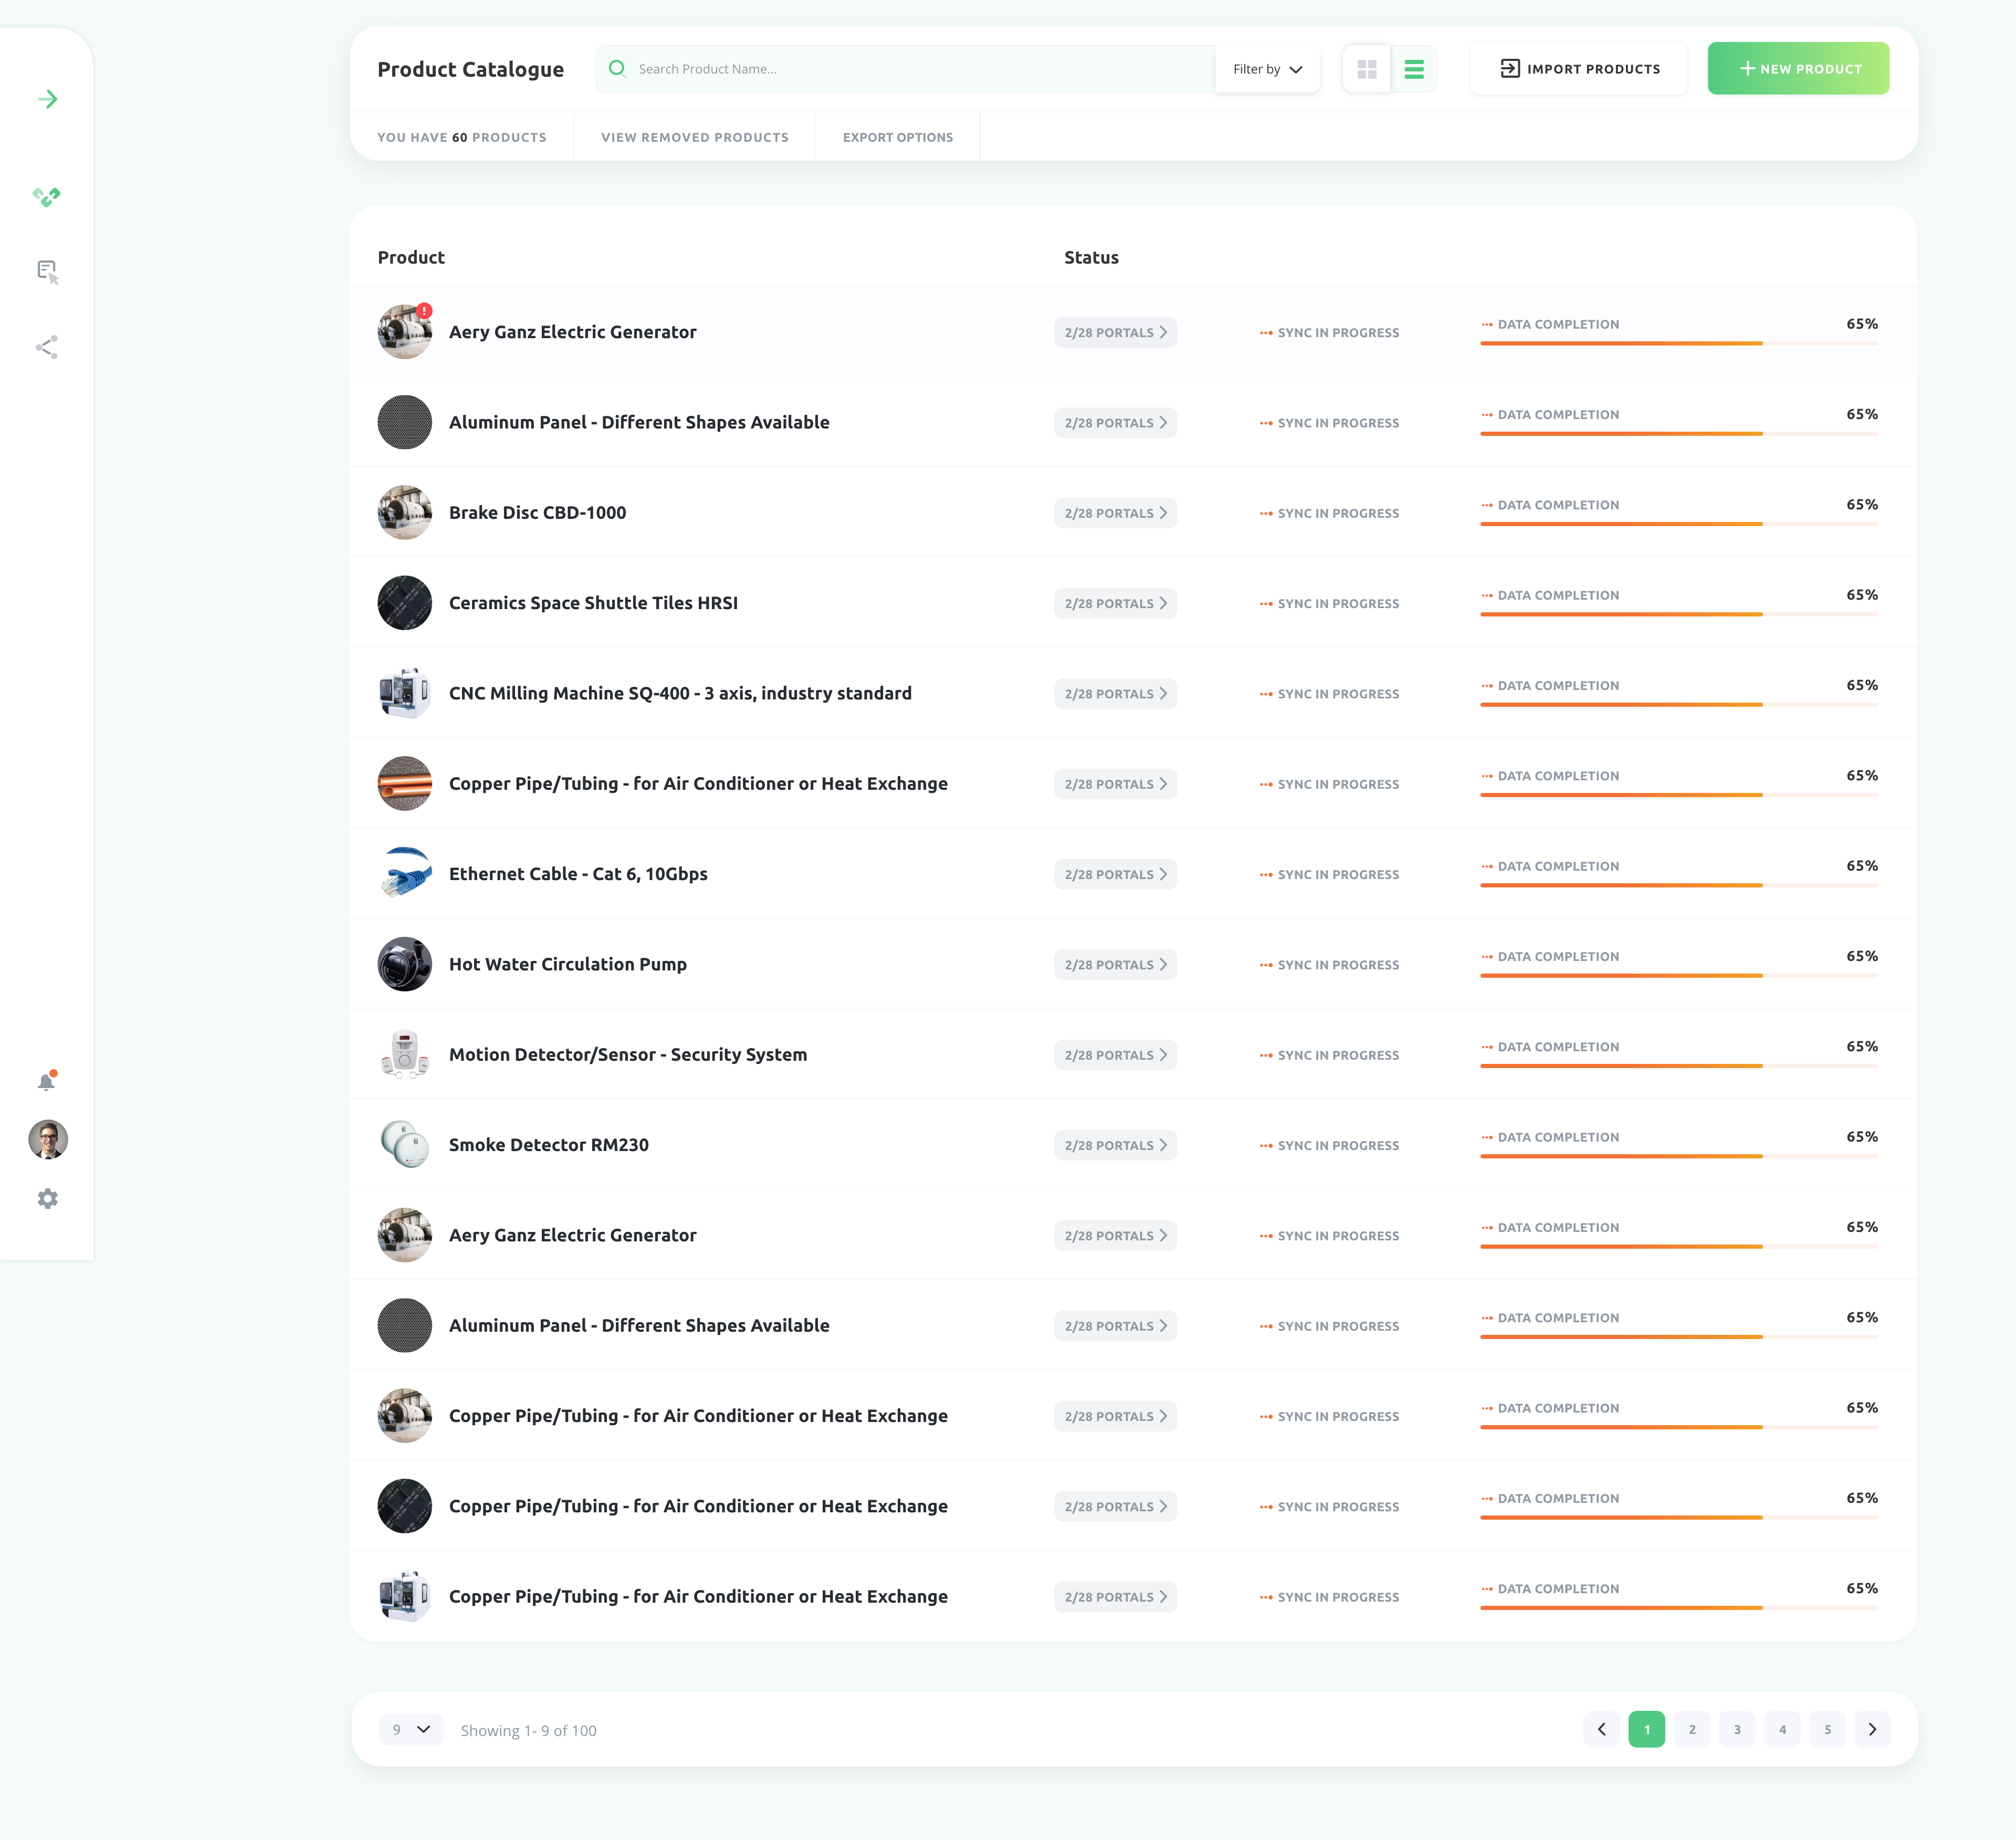 Product Catalogue
Search Product Name...
Filter by
IMPORT PRODUCTS
NEW PRODUCT
YOU HAVE 60 PRODUCTS
VIEW REMOVED PRODUCTS
EXPORT OPTIONS
Product Status
! Aery Ganz Electric Generator 2/28 PORTALS SYNC IN PROGRESS DATA COMPLETION 65%
Aluminum Panel - Different Shapes Available 2/28 PORTALS SYNC IN PROGRESS DATA COMPLETION 65%
Brake Disc CBD-1000 2/28 PORTALS SYNC IN PROGRESS DATA COMPLETION 65%
Ceramics Space Shuttle Tiles HRSI 2/28 PORTALS SYNC IN PROGRESS DATA COMPLETION 65%
CNC Milling Machine SQ-400 - 3 axis, industry standard 2/28 PORTALS SYNC IN PROGRESS DATA COMPLETION 65%
Copper Pipe/Tubing - for Air Conditioner or Heat Exchange 2/28 PORTALS SYNC IN PROGRESS DATA COMPLETION 65%
Ethernet Cable - Cat 6, 10Gbps 2/28 PORTALS SYNC IN PROGRESS DATA COMPLETION 65%
Hot Water Circulation Pump 2/28 PORTALS SYNC IN PROGRESS DATA COMPLETION 65%
Motion Detector/Sensor - Security System 2/28 PORTALS SYNC IN PROGRESS DATA COMPLETION 65%
Smoke Detector RM230 2/28 PORTALS SYNC IN PROGRESS DATA COMPLETION 65%
Aery Ganz Electric Generator 2/28 PORTALS SYNC IN PROGRESS DATA COMPLETION 65%
Aluminum Panel - Different Shapes Available 2/28 PORTALS SYNC IN PROGRESS DATA COMPLETION 65%
Copper Pipe/Tubing - for Air Conditioner or Heat Exchange 2/28 PORTALS SYNC IN PROGRESS DATA COMPLETION 65%
Copper Pipe/Tubing - for Air Conditioner or Heat Exchange 2/28 PORTALS SYNC IN PROGRESS DATA COMPLETION 65%
Copper Pipe/Tubing - for Air Conditioner or Heat Exchange 2/28 PORTALS SYNC IN PROGRESS DATA COMPLETION 65%
9 Showing 1- 9 of 100 1 2 3 4 5